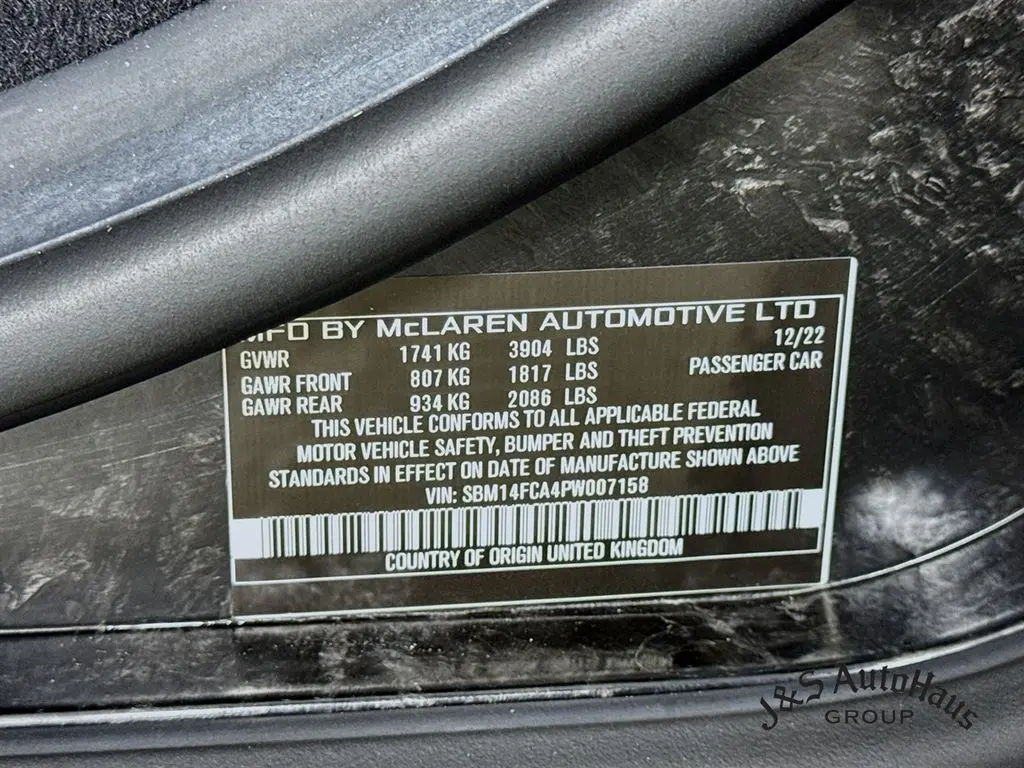 MFD BY McLAREN AUTOMOTIVE LTD
GVWR 1741 KG 3904 LBS 12/22
GAWR FRONT 807 KG 1817 LBS PASSENGER CAR
GAWR REAR 934 KG 2086 LBS
THIS VEHICLE CONFORMS TO ALL APPLICABLE FEDERAL
MOTOR VEHICLE SAFETY, BUMPER AND THEFT PREVENTION
STANDARDS IN EFFECT ON DATE OF MANUFACTURE SHOWN ABOVE
VIN: SBM14FCA4PW007158
COUNTRY OF ORIGIN UNITED KINGDOM
J&S AutoHaus
GROUP